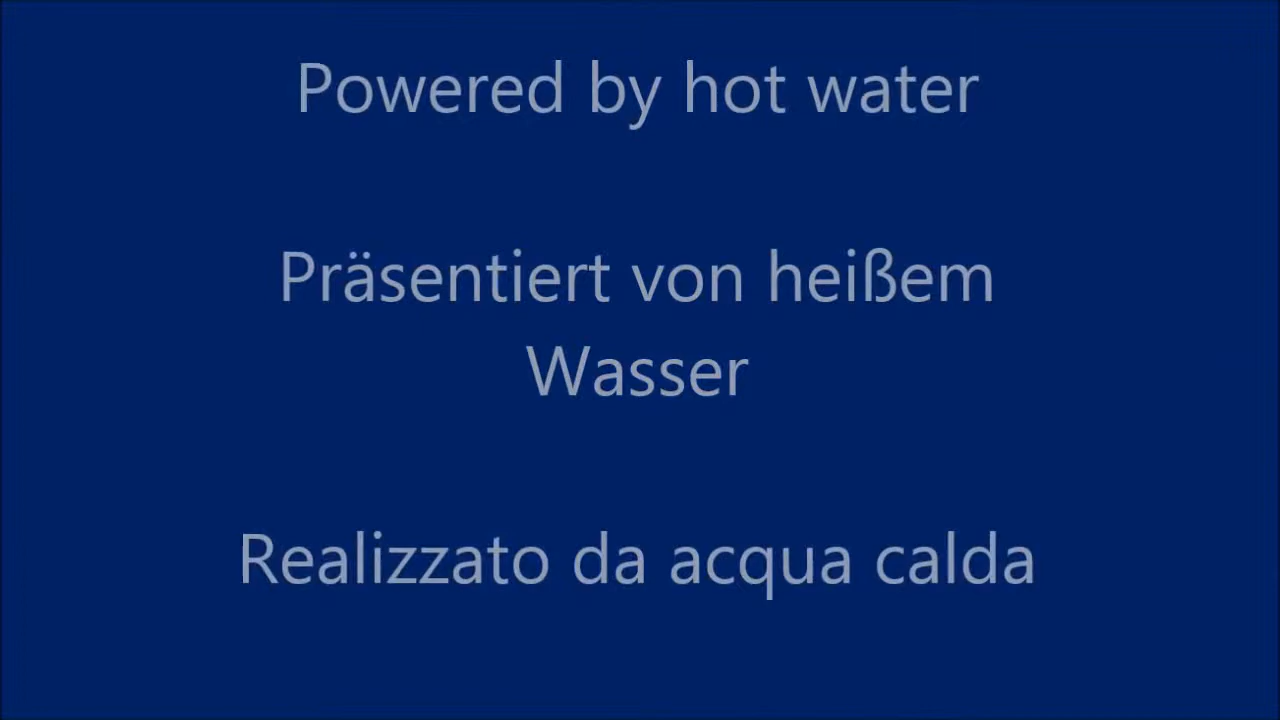 Powered by hot water
Präsentiert von heißem
Wasser
Realizzato da acqua calda